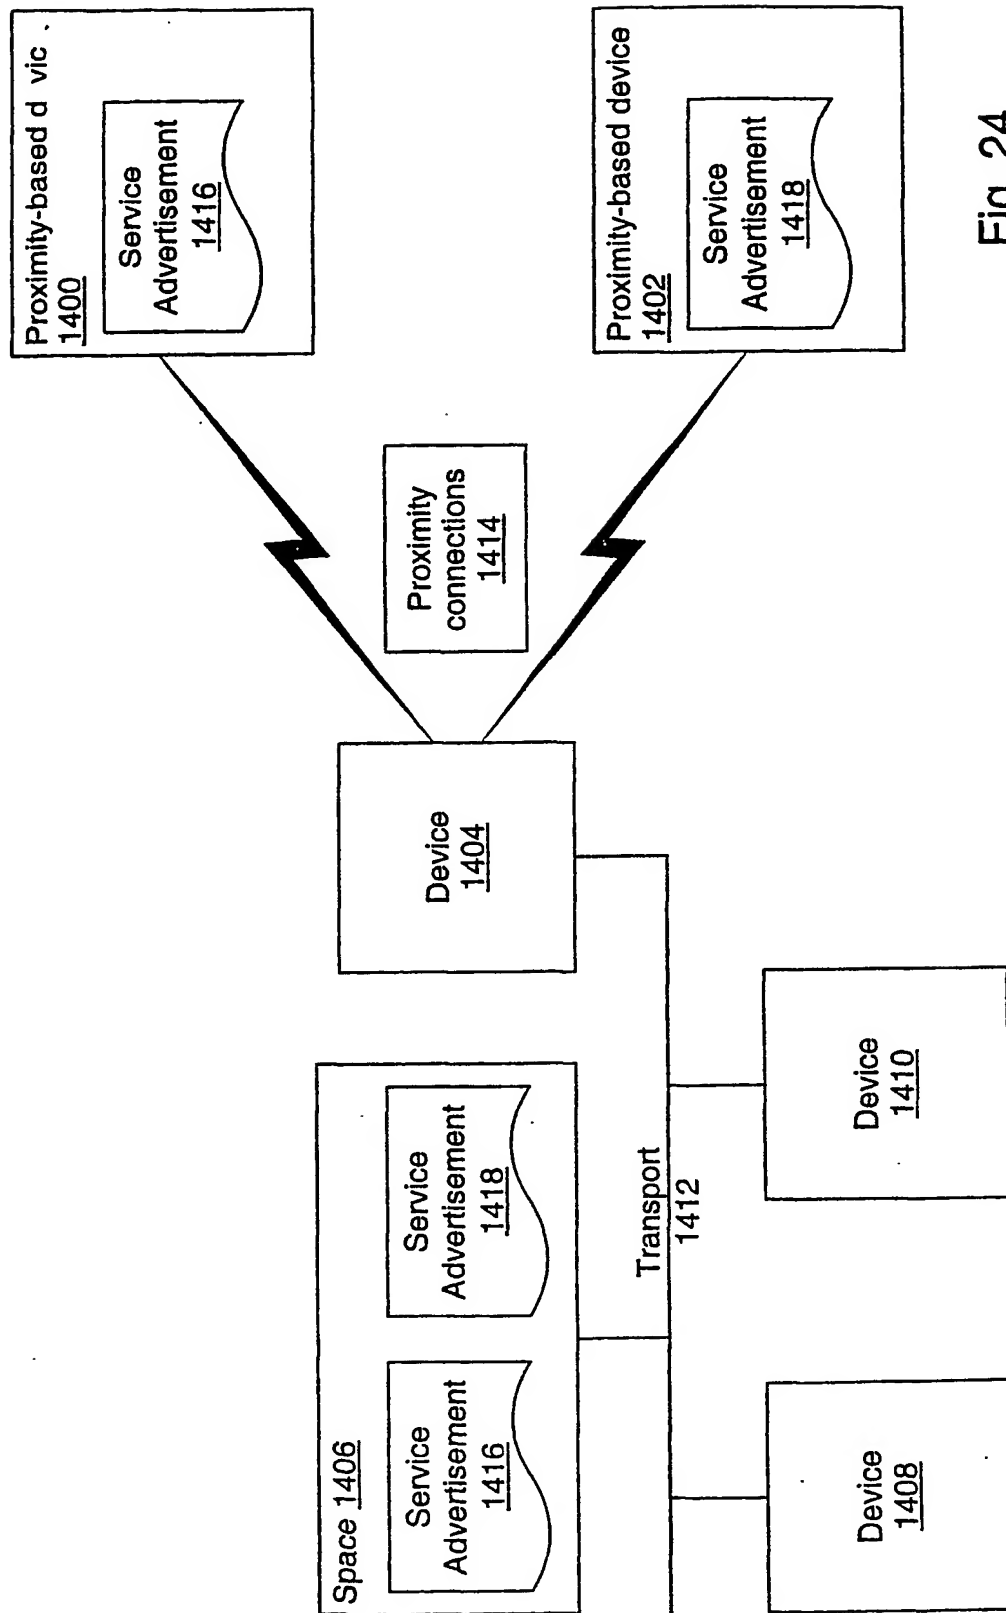 Proximity-based d vic
1400
Service
Advertisement
1416
Proximity-based device
1402
Service
Advertisement
1418
Proximity
connections
1414
Device
1404
Space 1406
Service
Advertisement
1416
Service
Advertisement
1418
Transport
1412
Device
1408
Device
1410
Fig. 24